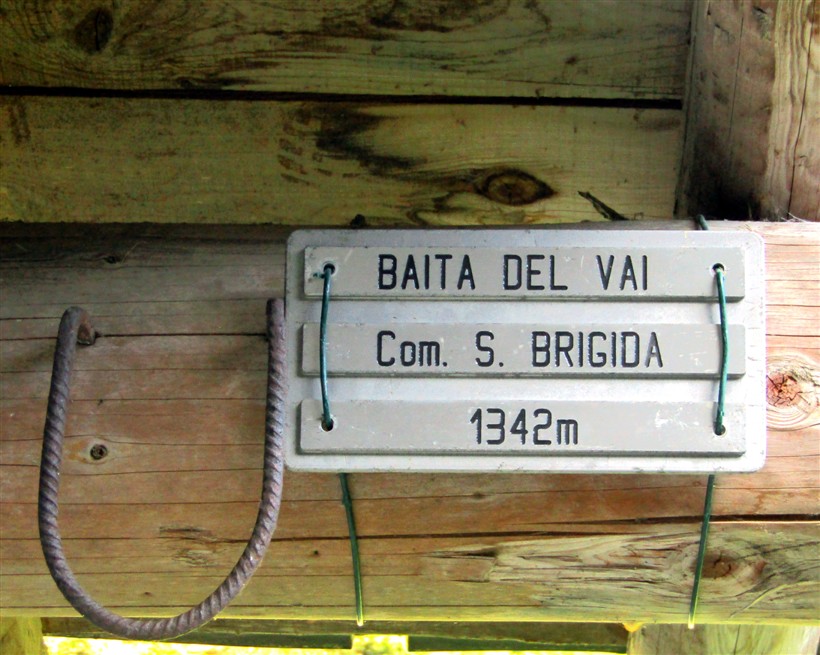 BAITA DEL VAI
Com. S. BRIGIDA
1342m